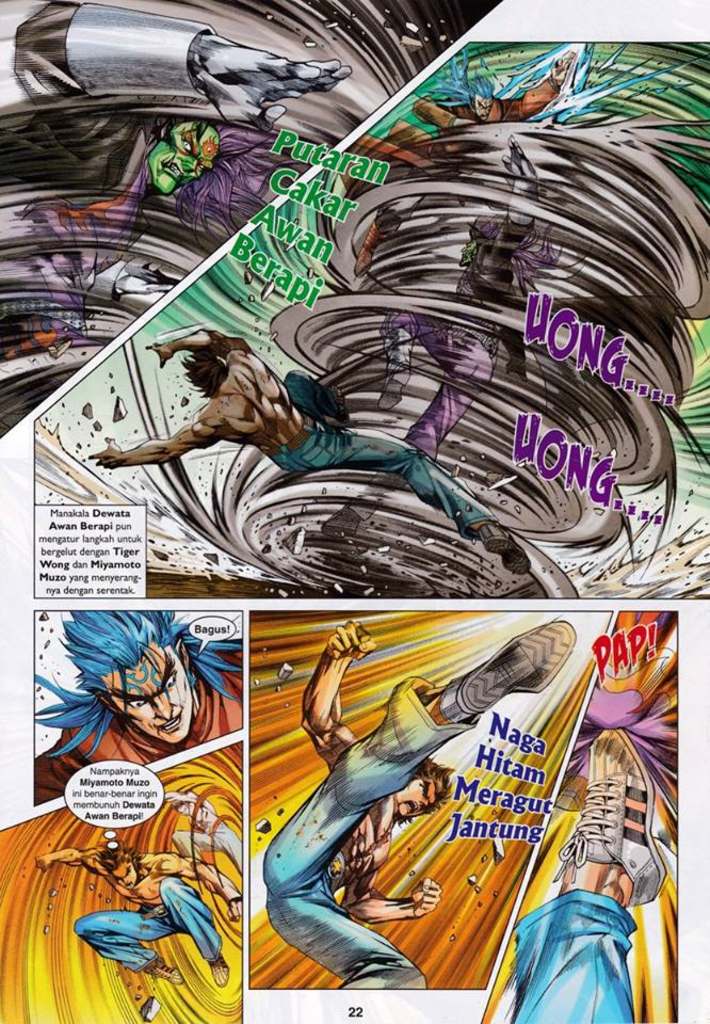 Putaran
Cakar
Awan
Berapi
UONG....
UONG....
Manakala Dewata
Awan Berapi pun
mengatur langkah untuk
bergelut dengan Tiger
Wong dan Miyamoto
Muzo yang menyerang-
nya dengan serentak.
Bagus!
Nampaknya
Miyamoto Muzo
ini benar-benar ingin
membunuh Dewata
Awan Berapi!
Naga
Hitam
Meragut
Jantung
PAP!
22